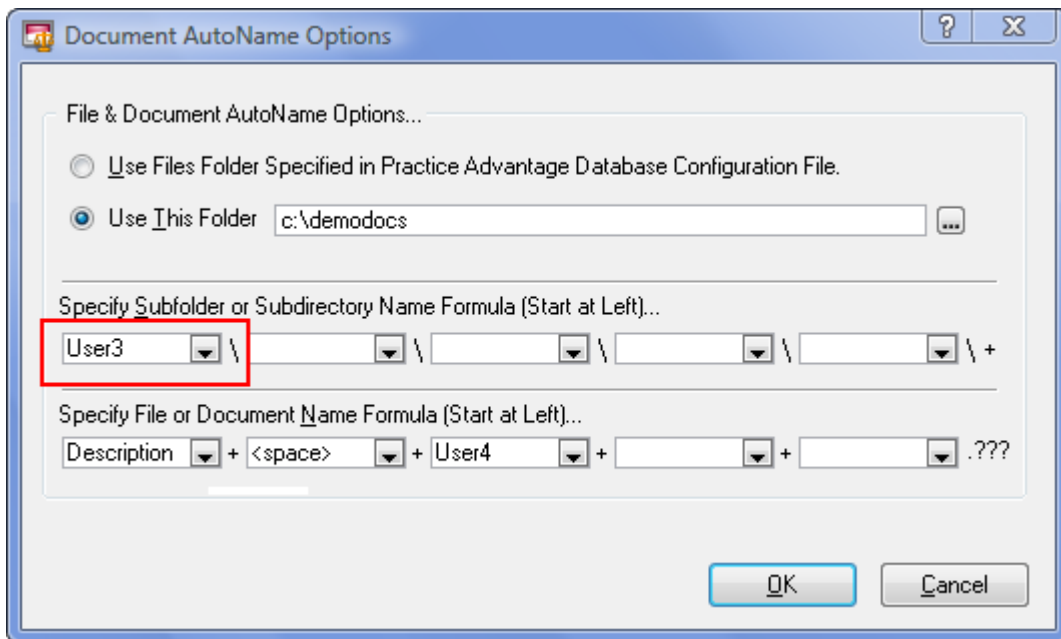 Document AutoName Options
File & Document AutoName Options...
Use Files Folder Specified in Practice Advantage Database Configuration File.
Use This Folder c:\demodocs ...
Specify Subfolder or Subdirectory Name Formula (Start at Left)...
User3 \ \ \ \ \ +
Specify File or Document Name Formula (Start at Left)...
Description + <space> + User4 + + .???
OK Cancel